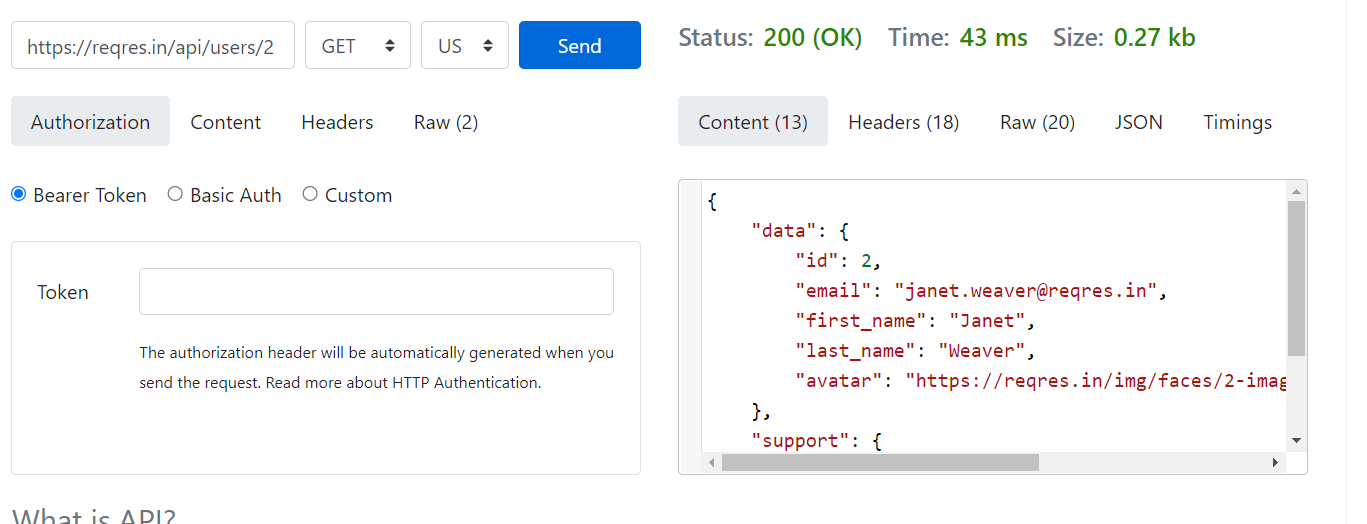 https://reqres.in/api/users/2 GET US Send
Status: 200 (OK) Time: 43 ms Size: 0.27 kb
Authorization Content Headers Raw (2)
Content (13) Headers (18) Raw (20) JSON Timings
Bearer Token Basic Auth Custom
Token
The authorization header will be automatically generated when you
send the request. Read more about HTTP Authentication.
{
"data": {
"id": 2,
"email": "janet.weaver@reqres.in",
"first_name": "Janet",
"last_name": "Weaver",
"avatar": "https://reqres.in/img/faces/2-imag
},
"support": {
What is API?